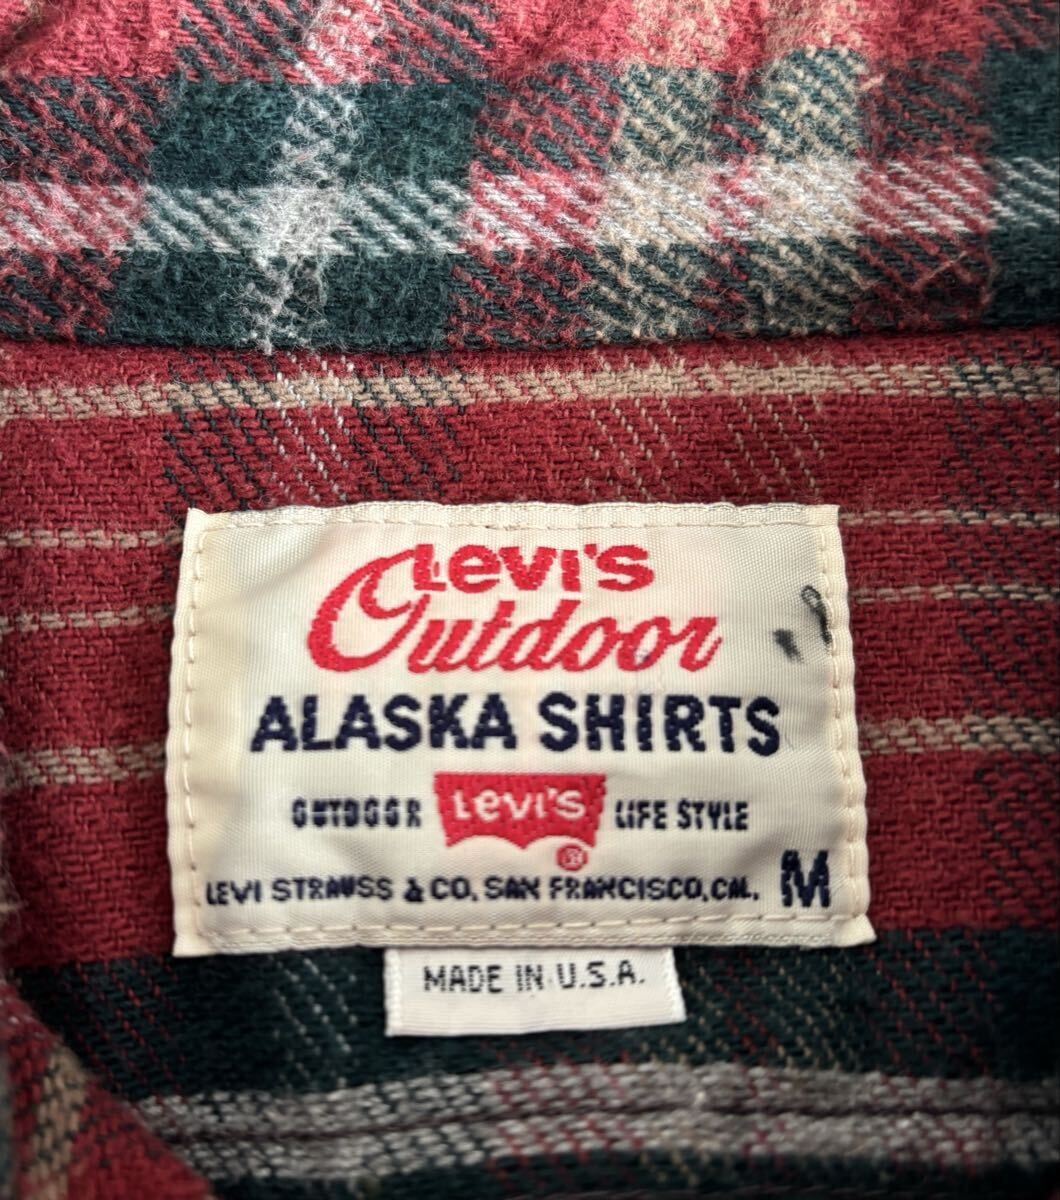 LEVI'S
Outdoor
ALASKA SHIRTS
OUTDOOR LEVI'S ® LIFE STYLE
LEVI STRAUSS & CO. SAN FRANCISCO, CAL. M
MADE IN U.S.A.